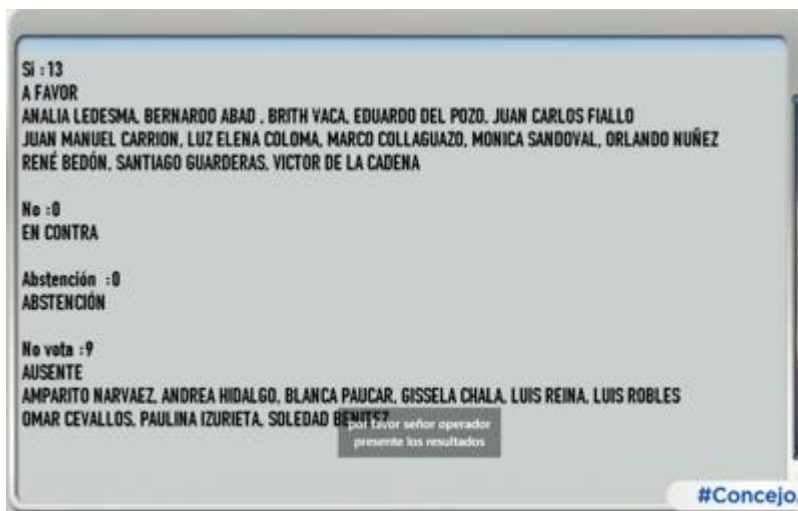 Si : 13
A FAVOR
ANALIA LEDESMA, BERNARDO ABAD , BRITH VACA, EDUARDO DEL POZO, JUAN CARLOS FIALLO
JUAN MANUEL CARRION, LUZ ELENA COLOMA, MARCO COLLAGUAZO, MONICA SANDOVAL, ORLANDO NUÑEZ
RENÉ BEDÓN, SANTIAGO GUARDERAS, VICTOR DE LA CADENA
No :0
EN CONTRA
Abstención :0
ABSTENCIÓN
No vota :9
AUSENTE
AMPARITO NARVAEZ, ANDREA HIDALGO, BLANCA PAUCAR, GISSELA CHALA, LUIS REINA, LUIS ROBLES
OMAR CEVALLOS, PAULINA IZURIETA, SOLEDAD BENITEZ
por favor señor operador
presente los resultados
#Concejo